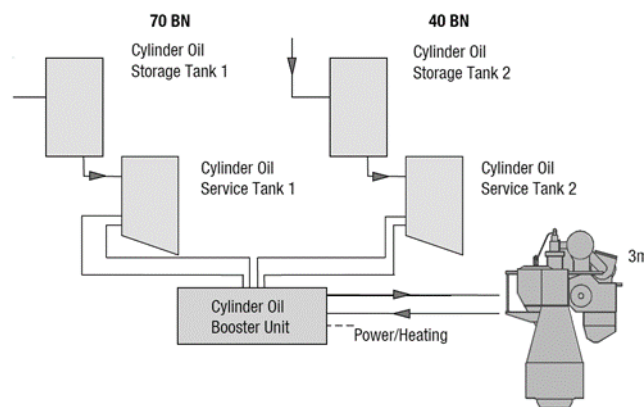 70 BN
40 BN
Cylinder Oil
Storage Tank 1
Cylinder Oil
Storage Tank 2
Cylinder Oil
Service Tank 1
Cylinder Oil
Service Tank 2
3m
Cylinder Oil
Booster Unit
Power/Heating